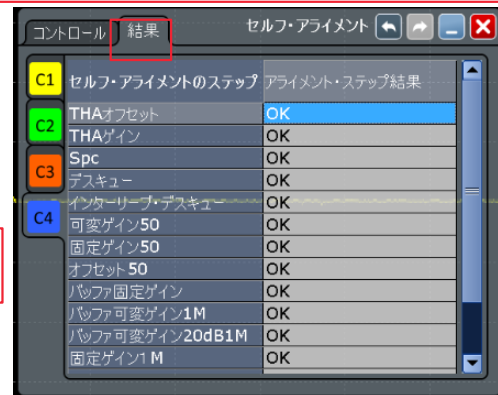 コントロール 結果 セルフ・アライメント
C1 セルフ・アライメントのステップ アライメント・ステップ結果
THAオフセット OK
C2 THAゲイン OK
Spc OK
C3 デスキュー OK
インターリーブ・デスキュー OK
C4 可変ゲイン50 OK
固定ゲイン50 OK
オフセット50 OK
バッファ固定ゲイン OK
バッファ可変ゲイン1M OK
バッファ可変ゲイン20dB1M OK
固定ゲイン1M OK